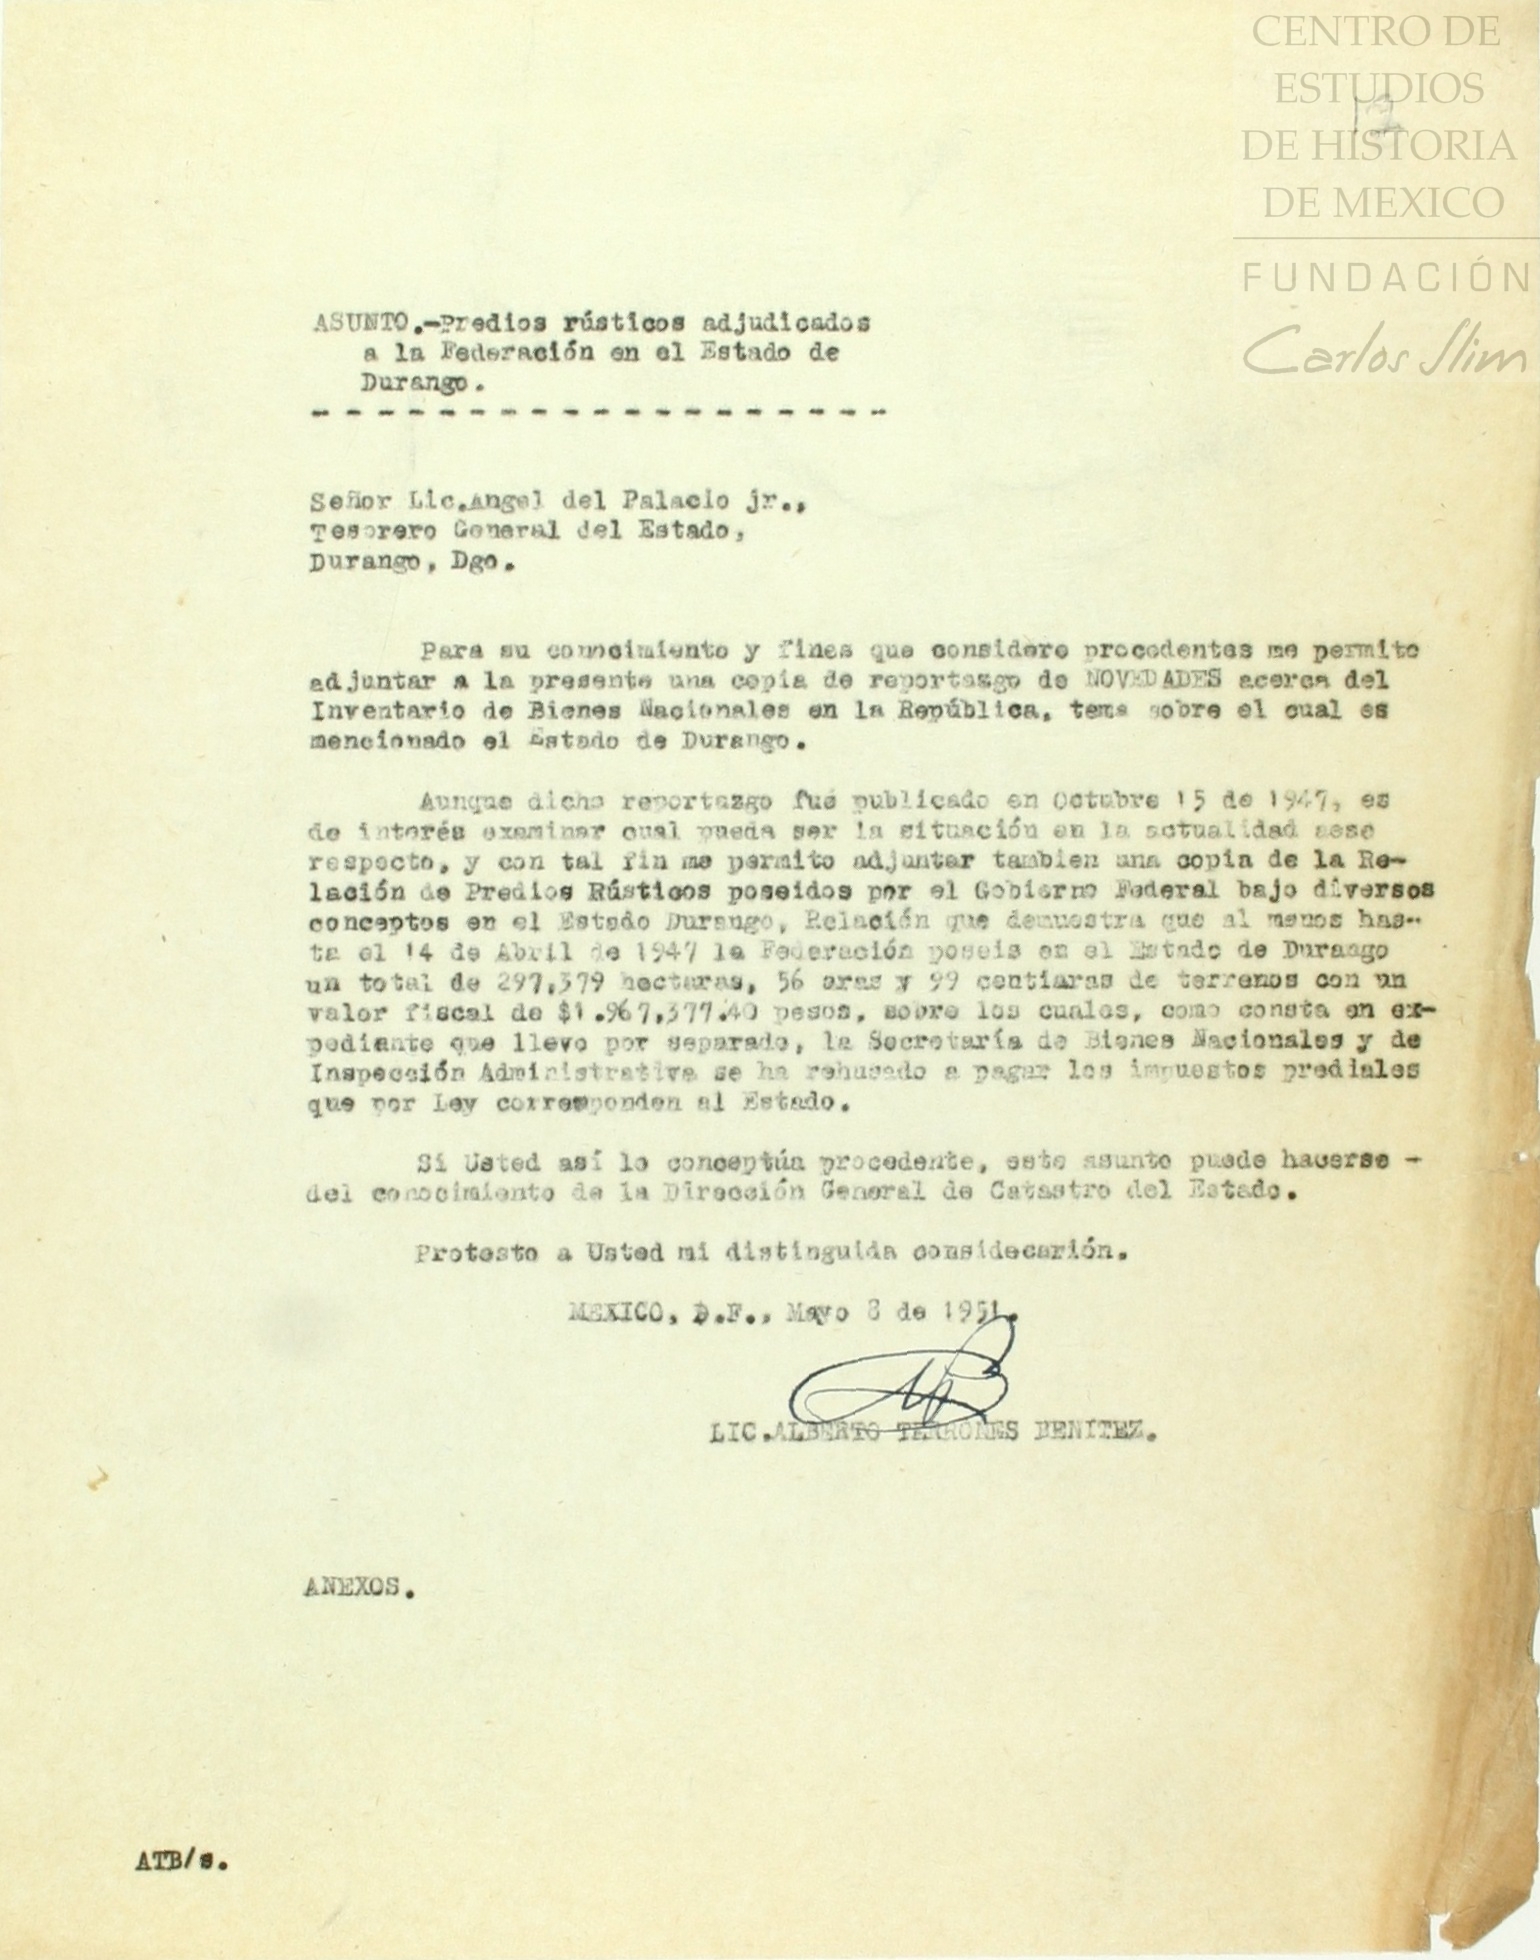 CENTRO DE
ESTUDIOS
DE HISTORIA
DE MEXICO
FUNDACIÓN
Carlos Slim
12
ASUNTO.-Predios rústicos adjudicados
a la Federación en el Estado de
Durango.
- - - - - - - - - - - - - - - - - - -
Señor Lic.Angel del Palacio jr.,
Tesorero General del Estado,
Durango, Dgo.
Para su conocimiento y fines que considere procedentes me permito
adjuntar a la presente una copia de reportazgo de NOVEDADES acerca del
Inventario de Bienes Nacionales en la República, tema sobre el cual es
mencionado el Estado de Durango.
Aunque dicho reportazgo fué publicado en Octubre 15 de 1947, es
de interés examinar cual pueda ser la situación en la actualidad aese
respecto, y con tal fin me permito adjuntar tambien una copia de la Re-
lación de Predios Rústicos poseidos por el Gobierno Federal bajo diversos
conceptos en el Estado Durango, Relación que demuestra que al menos has-
ta el 14 de Abril de 1947 la Federación poseis en el Estado de Durango
un total de 297,379 hectaras, 56 aras y 99 centiaras de terrenos con un
valor fiscal de $1.967,377.40 pesos, sobre los cuales, como consta en ex-
pediante que llevo por separado, la Secretaría de Bienes Nacionales y de
Inspección Administrativa se ha rehusado a pagar los impuestos prediales
que por Ley corresponden al Estado.
Si Usted así lo conceptúa procedente, este asunto puede hacerse -
del conocimiento de la Dirección General de Catastro del Estado.
Protesto a Usted mi distinguida considecarión.
MEXICO, D.F., Mayo 8 de 1951.
LIC.ALBERTO TERRONES BENITEZ.
ANEXOS.
ATB/s.